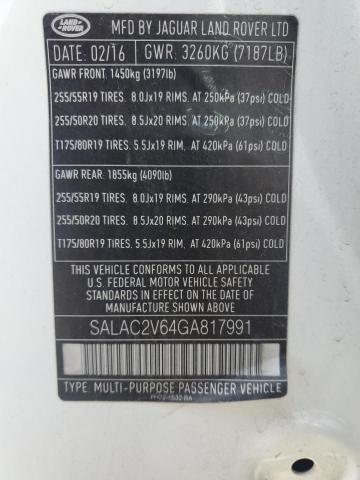 LAND ROVER
MFD BY JAGUAR LAND ROVER LTD
DATE: 02/16 GWR: 3260KG (7187LB)
GAWR FRONT 1450kg (3197lb)
255/55R19 TIRES. 8.0Jx19 RIMS. AT 250kPa (37psi) COLD
255/50R20 TIRES. 8.5Jx20 RIMS. AT 250kPa (37psi) COLD
T175/80R19 TIRES. 5.5Jx19 RIM. AT 420kPa (61psi) COLD
GAWR REAR: 1855kg (4090lb)
255/55R19 TIRES. 8.0Jx19 RIMS. AT 290kPa (43psi) COLD
255/50R20 TIRES. 8.5Jx20 RIMS. AT 290kPa (43psi) COLD
T175/80R19 TIRES. 5.5Jx19 RIM. AT 420kPa (61psi) COLD
THIS VEHICLE CONFORMS TO ALL APPLICABLE
U.S. FEDERAL MOTOR VEHICLE SAFETY STANDARDS
IN EFFECT ON THE DATE OF
MANUFACTURE SHOWN ABOVE
SALAC2V64GA817991
TYPE: MULTI-PURPOSE PASSENGER VEHICLE